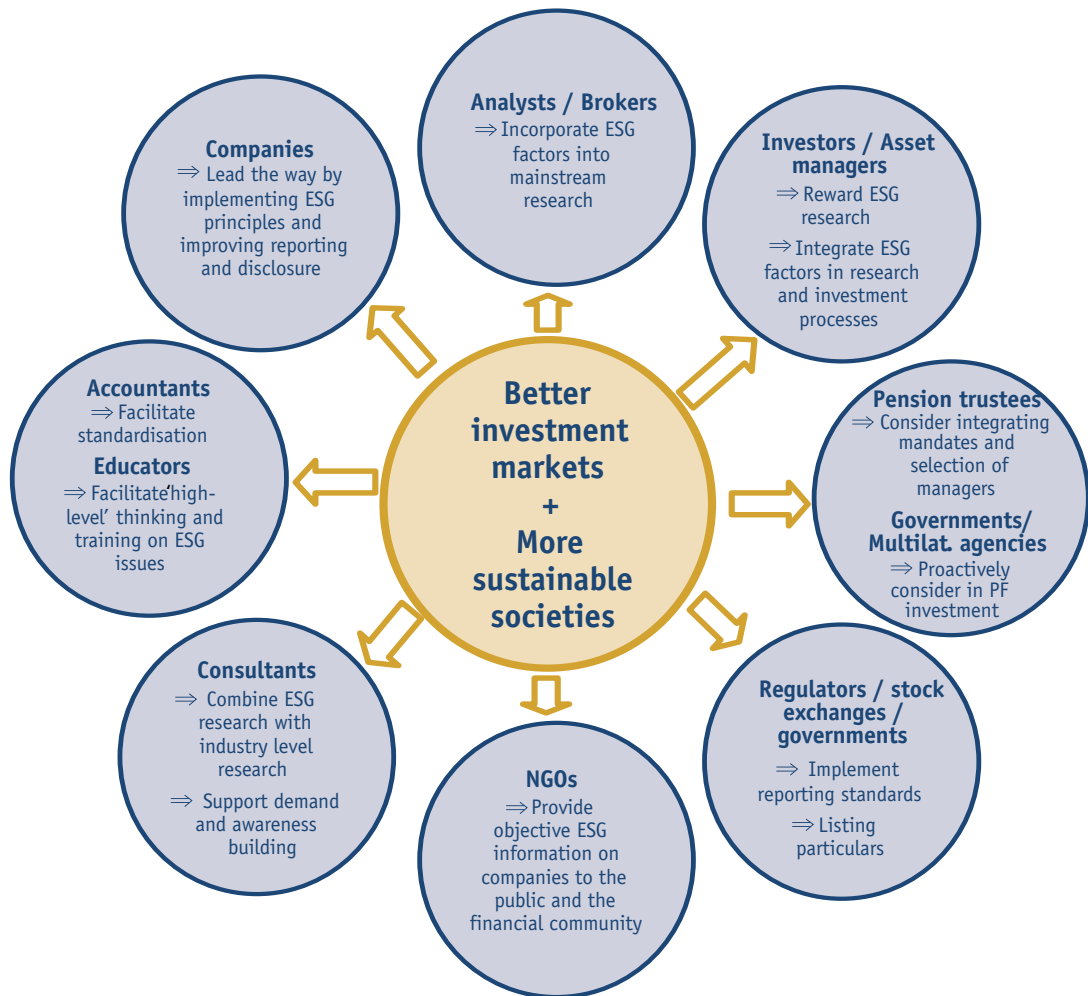 Analysts / Brokers
⇒ Incorporate ESG
factors into
mainstream
research
Investors / Asset
managers
⇒ Reward ESG
research
⇒ Integrate ESG
factors in research
and investment
processes
Pension trustees
⇒ Consider integrating
mandates and
selection of
managers
Governments/
Multilat. agencies
⇒ Proactively
consider in PF
investment
Regulators / stock
exchanges /
governments
⇒ Implement
reporting standards
⇒ Listing
particulars
NGOs
⇒ Provide
objective ESG
information on
companies to the
public and the
financial community
Consultants
⇒ Combine ESG
research with
industry level
research
⇒ Support demand
and awareness
building
Accountants
⇒ Facilitate
standardisation
Educators
⇒ Facilitate‘high-
level’ thinking and
training on ESG
issues
Companies
⇒ Lead the way by
implementing ESG
principles and
improving reporting
and disclosure
Better
investment
markets
+
More
sustainable
societies